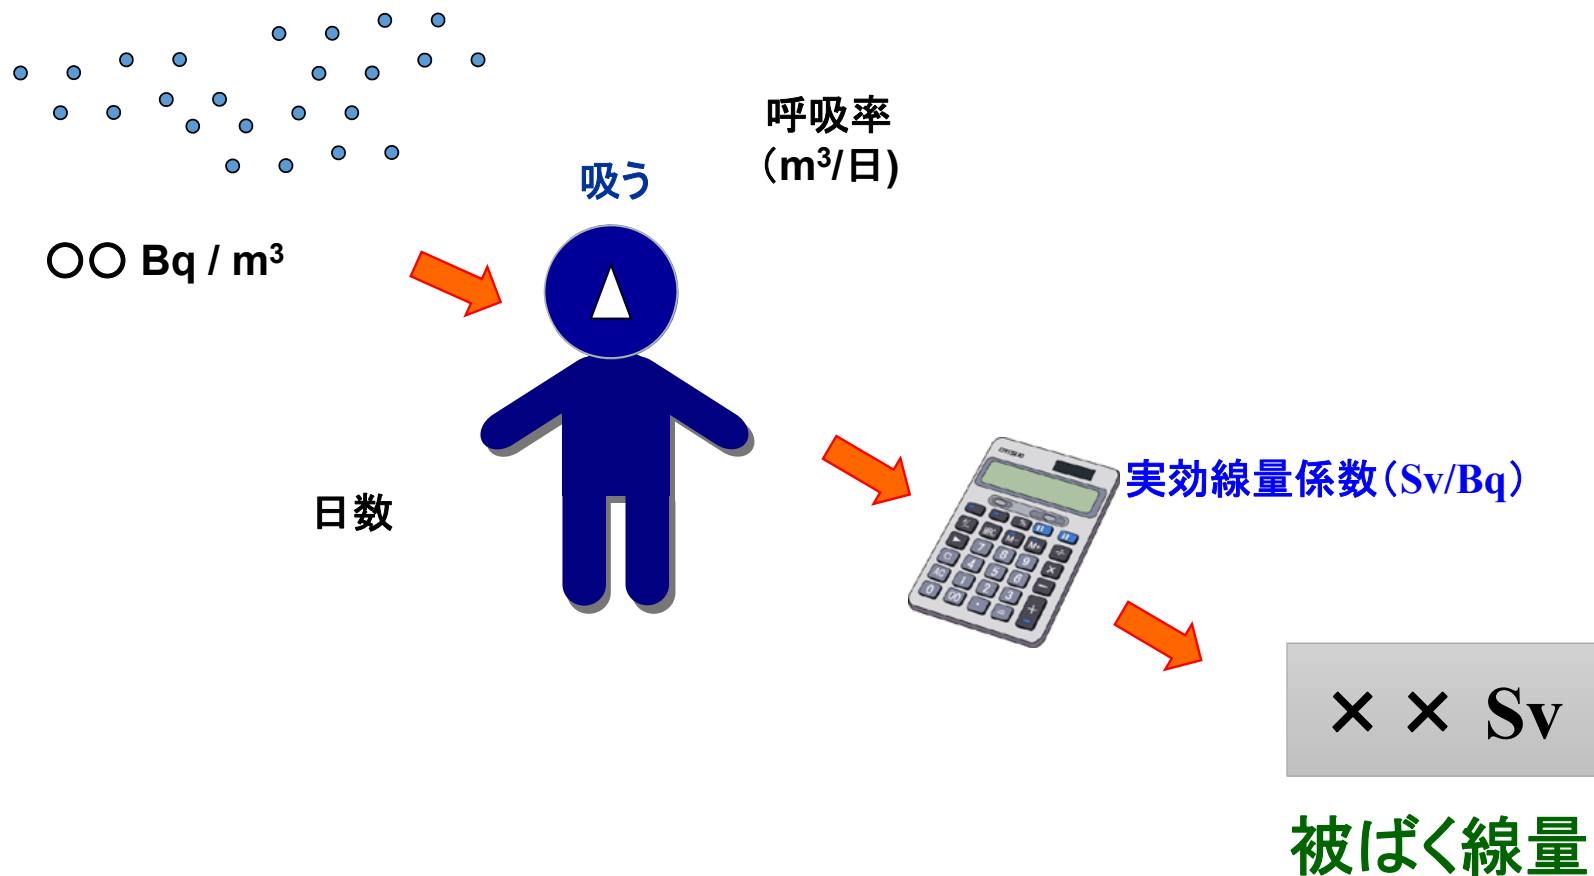 呼吸率
（m³/日)
吸う
〇〇 Bq / m³
実効線量係数（Sv/Bq）
日数
× × Sv
被ばく線量